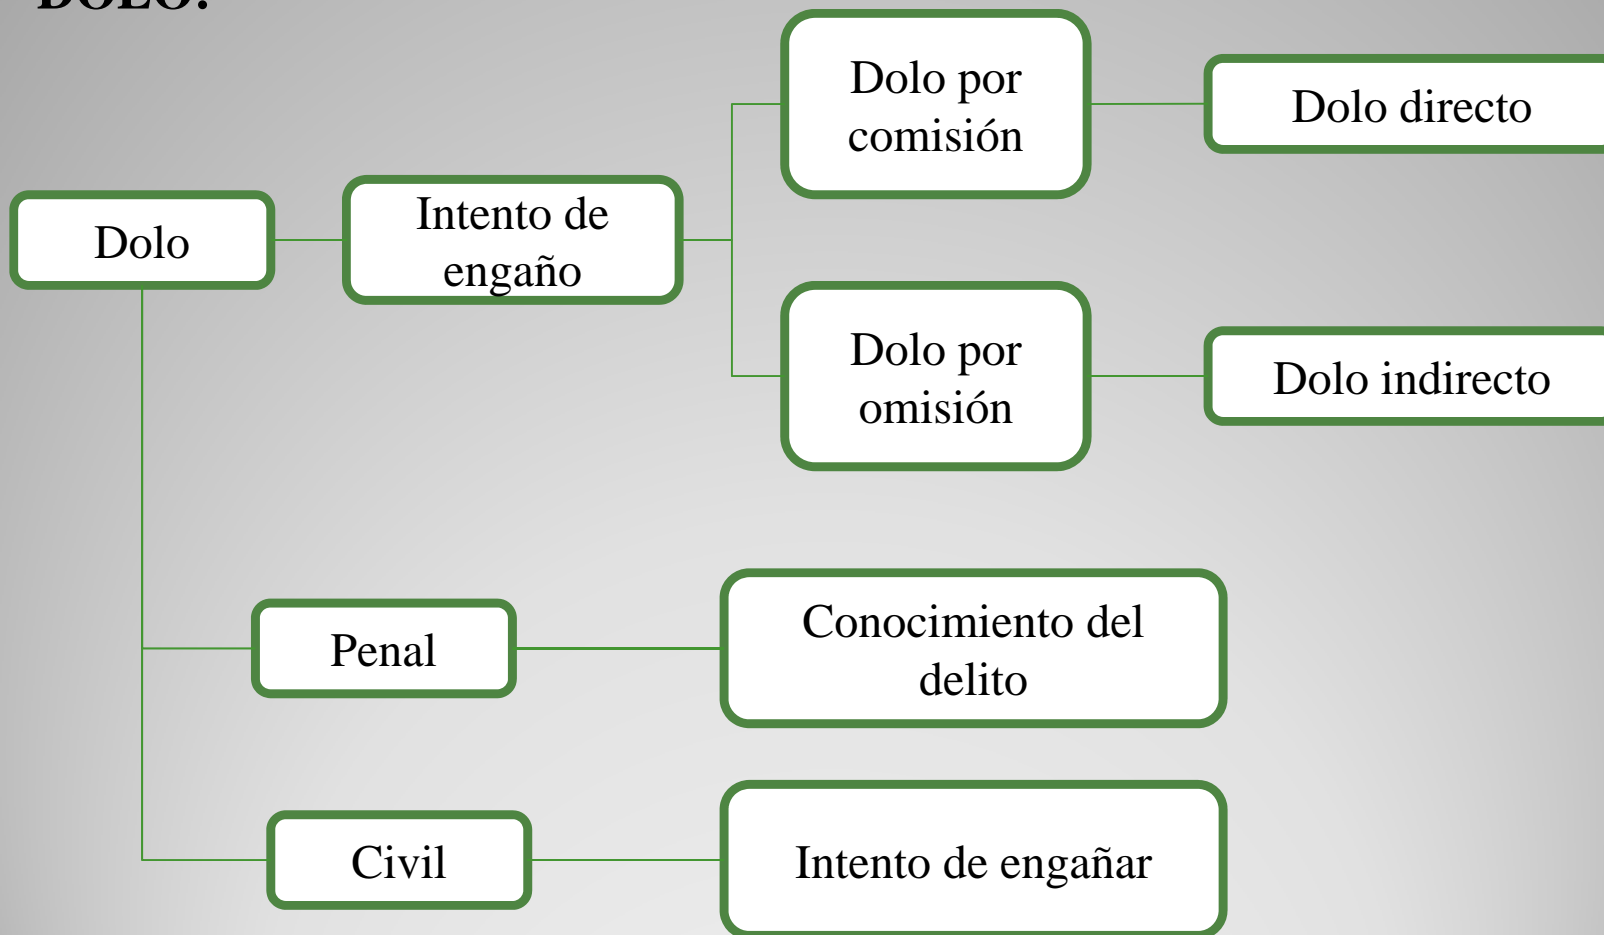 DOLO:
Dolo por
comisión
Dolo directo
Intento de
engaño
Dolo
Dolo por
omisión
Dolo indirecto
Conocimiento del
delito
Penal
Civil
Intento de engañar